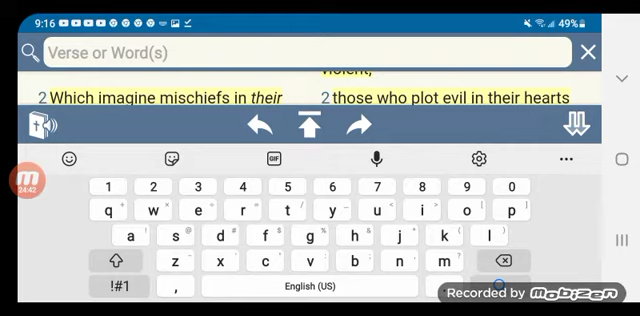 9:16 49%
Verse or Word(s)
violent,
2 Which imagine mischiefs in their
2 those who plot evil in their hearts
GIF
24:42
1 2 3 4 5 6 7 8 9 0
q w e r t y u i o p
a s d f g h j k l
z x c v b n m
!#1 , English (US) .
Recorded by mobizen